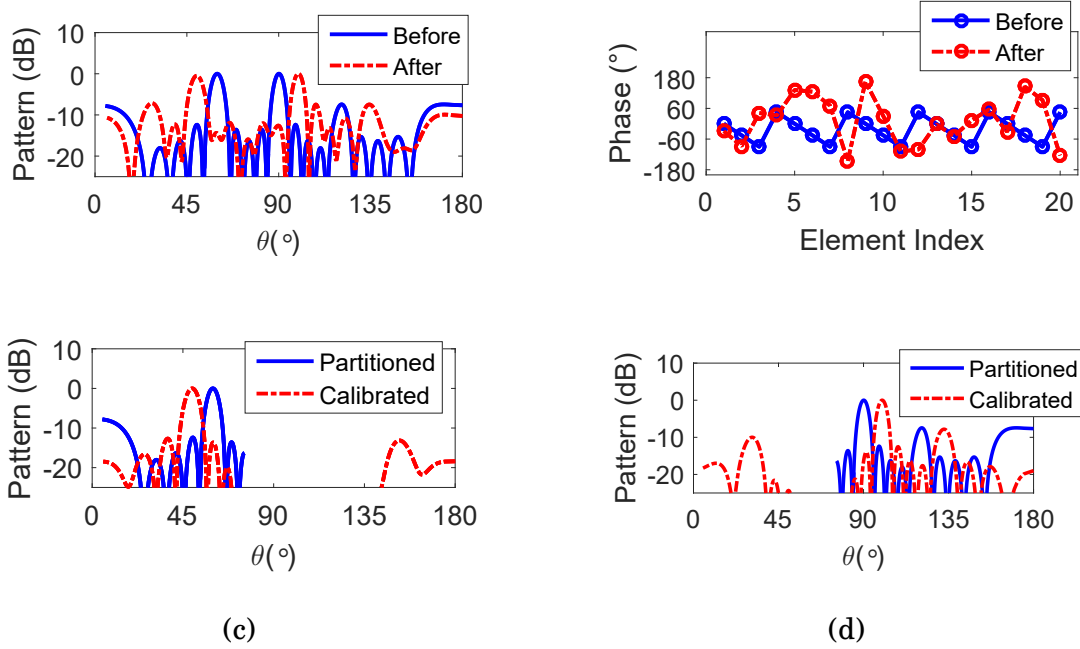 Pattern (dB)
10
0
-10
-20
0
45
90
135
180
θ(°)
Before
After
Phase (°)
180
60
-60
-180
0
5
10
15
20
Element Index
Before
After
Pattern (dB)
10
0
-10
-20
0
45
90
135
180
θ(°)
Partitioned
Calibrated
(c)
Pattern (dB)
10
0
-10
-20
0
45
90
135
180
θ(°)
Partitioned
Calibrated
(d)